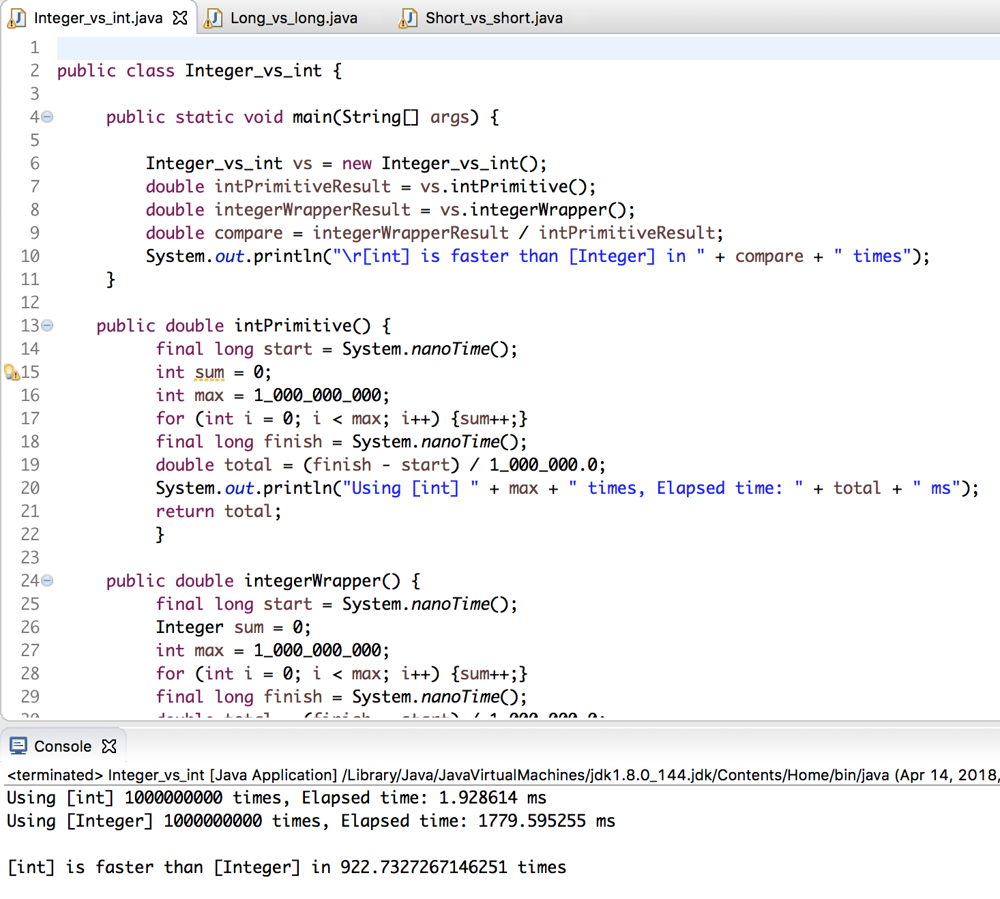 Integer_vs_int.java Long_vs_long.java Short_vs_short.java
1
2 public class Integer_vs_int {
3
4 public static void main(String[] args) {
5
6 Integer_vs_int vs = new Integer_vs_int();
7 double intPrimitiveResult = vs.intPrimitive();
8 double integerWrapperResult = vs.integerWrapper();
9 double compare = integerWrapperResult / intPrimitiveResult;
10 System.out.println("\r[int] is faster than [Integer] in " + compare + " times");
11 }
12
13 public double intPrimitive() {
14 final long start = System.nanoTime();
15 int sum = 0;
16 int max = 1_000_000_000;
17 for (int i = 0; i < max; i++) {sum++;}
18 final long finish = System.nanoTime();
19 double total = (finish - start) / 1_000_000.0;
20 System.out.println("Using [int] " + max + " times, Elapsed time: " + total + " ms");
21 return total;
22 }
23
24 public double integerWrapper() {
25 final long start = System.nanoTime();
26 Integer sum = 0;
27 int max = 1_000_000_000;
28 for (int i = 0; i < max; i++) {sum++;}
29 final long finish = System.nanoTime();
30 double total = (finish - start) / 1_000_000.0;
Console
<terminated> Integer_vs_int [Java Application] /Library/Java/JavaVirtualMachines/jdk1.8.0_144.jdk/Contents/Home/bin/java (Apr 14, 2018,
Using [int] 1000000000 times, Elapsed time: 1.928614 ms
Using [Integer] 1000000000 times, Elapsed time: 1779.595255 ms
[int] is faster than [Integer] in 922.7327267146251 times